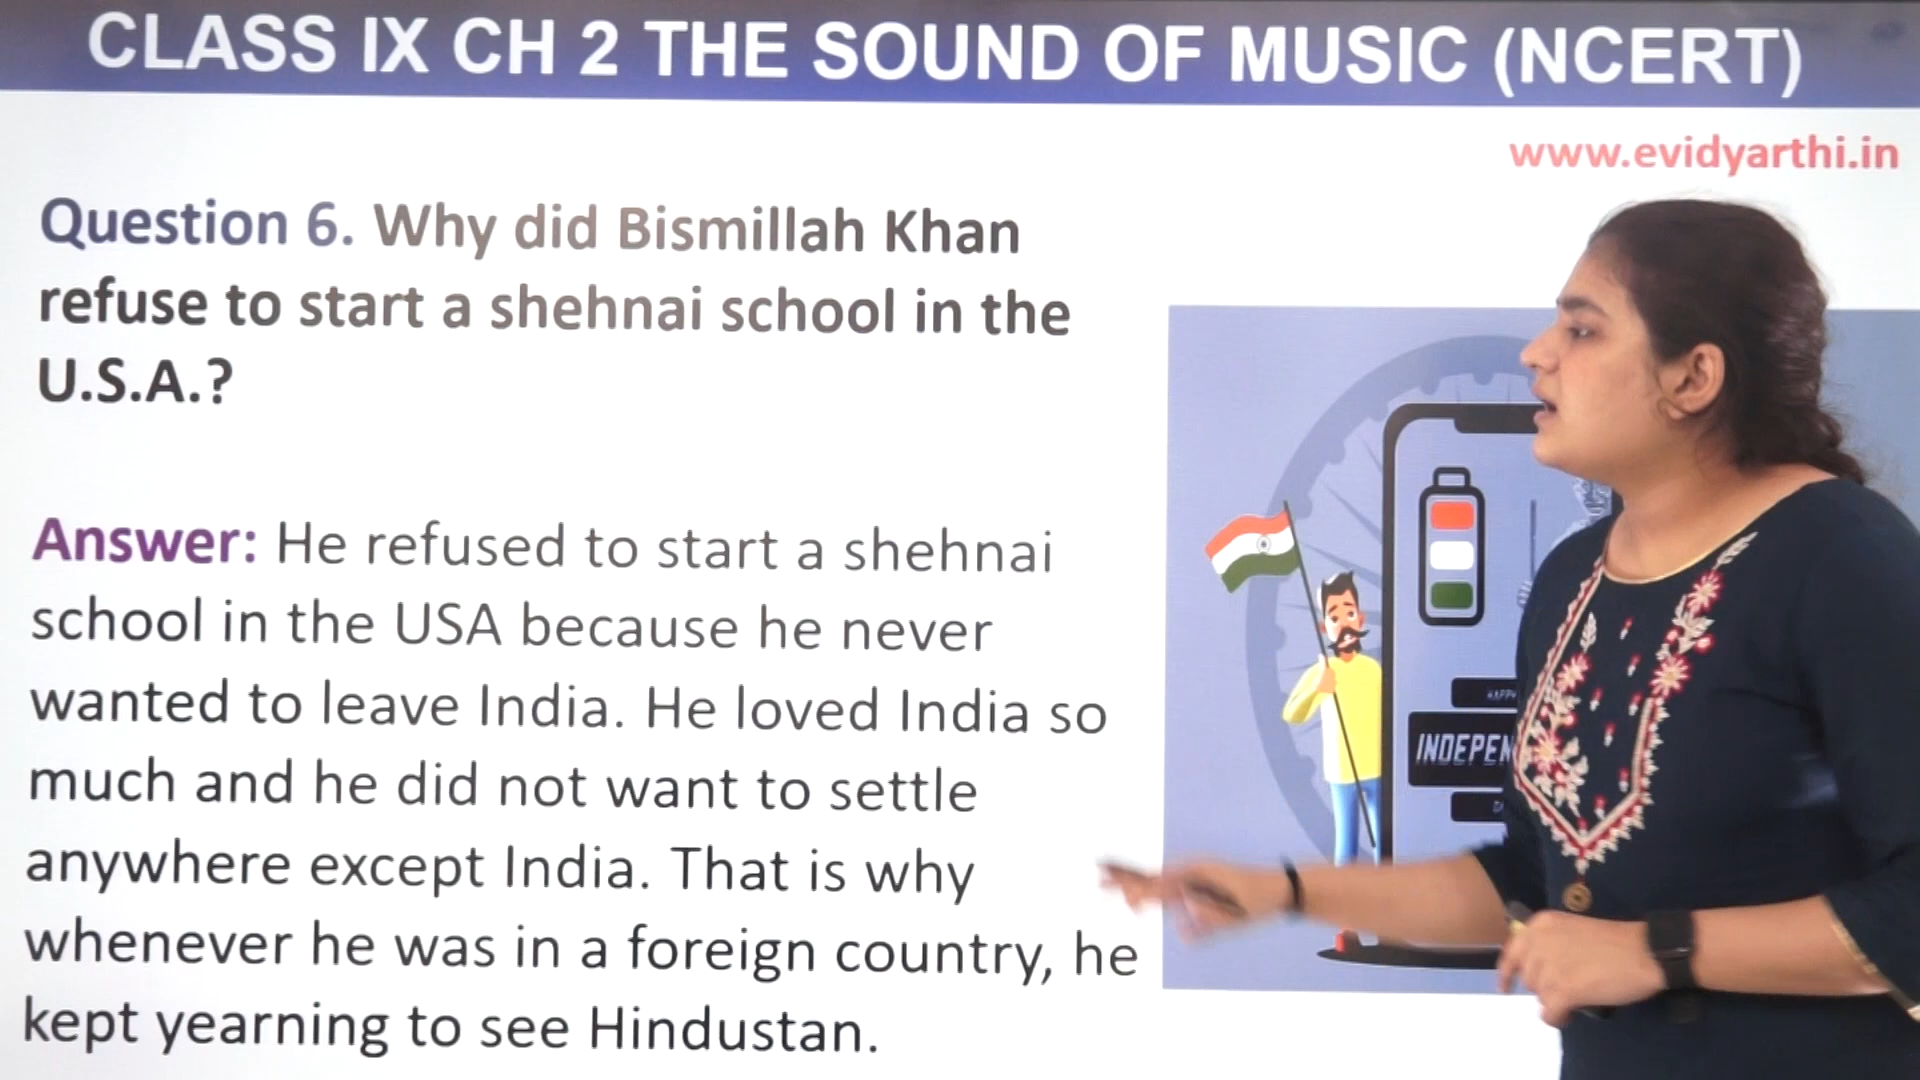 CLASS IX CH 2 THE SOUND OF MUSIC (NCERT)
www.evidyarthi.in
Question 6. Why did Bismillah Khan
refuse to start a shehnai school in the
U.S.A.?
Answer: He refused to start a shehnai
school in the USA because he never
wanted to leave India. He loved India so
much and he did not want to settle
anywhere except India. That is why
whenever he was in a foreign country, he
kept yearning to see Hindustan.